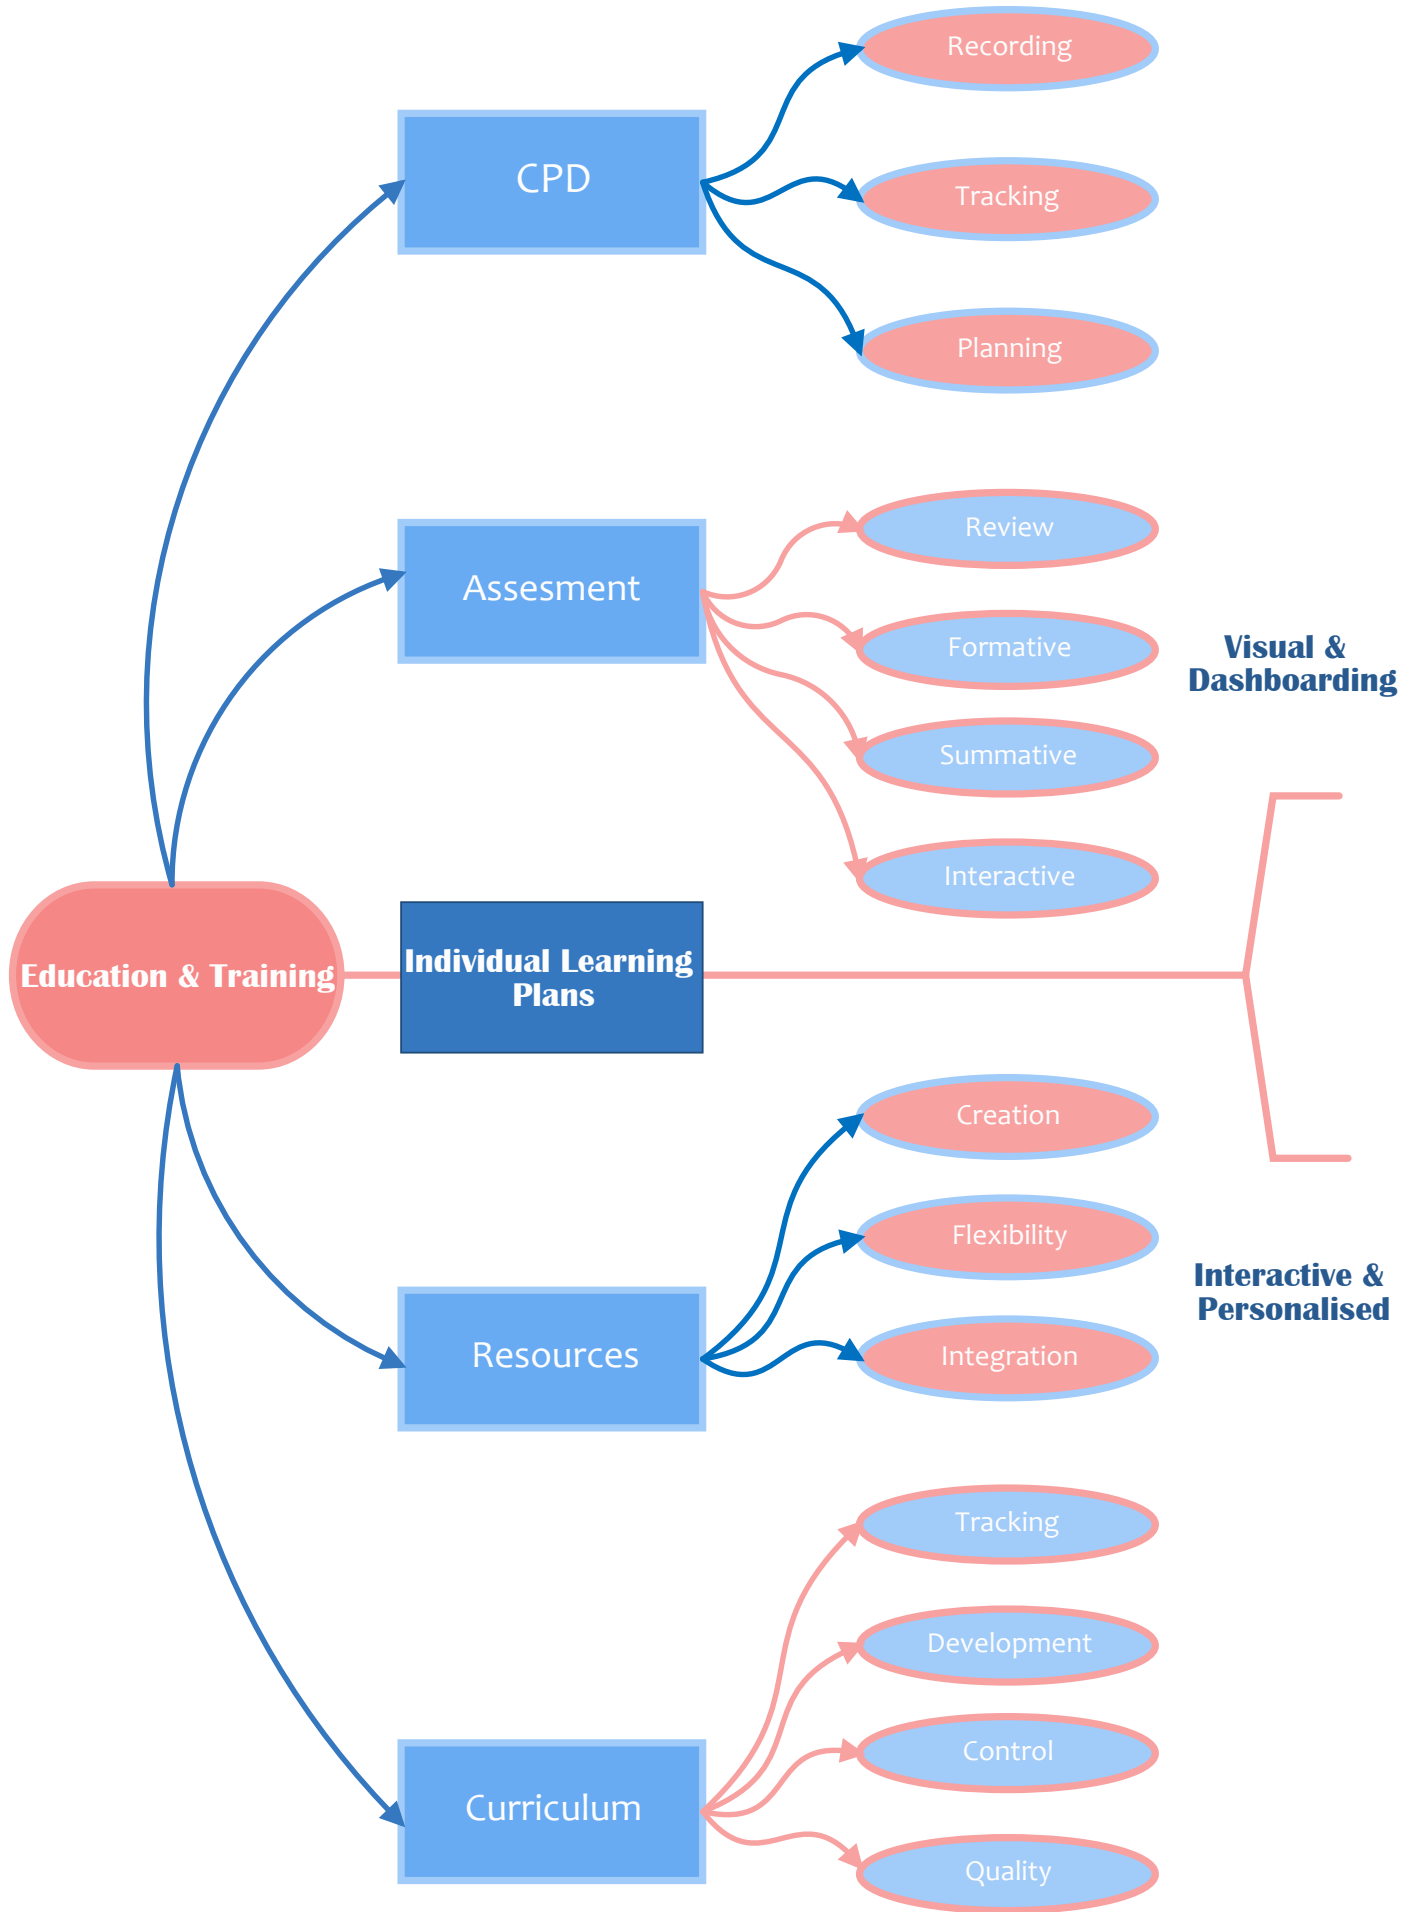 Recording
CPD
Tracking
Planning
Review
Assesment
Formative
Visual &
Dashboarding
Summative
Interactive
Education & Training
Individual Learning
Plans
Creation
Flexibility
Interactive &
Personalised
Resources
Integration
Tracking
Development
Control
Curriculum
Quality